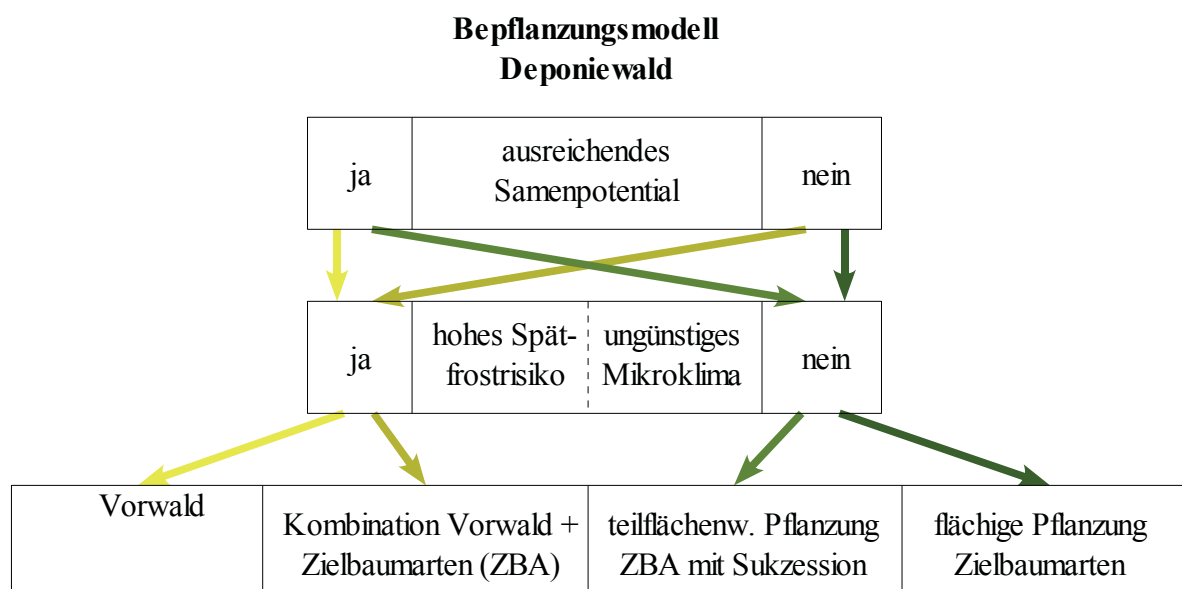 Bepflanzungsmodell
Deponiewald
ja
ausreichendes
Samenpotential
nein
ja
hohes Spät-
frostrisiko
ungünstiges
Mikroklima
nein
Vorwald
Kombination Vorwald +
Zielbaumarten (ZBA)
teilflächenw. Pflanzung
ZBA mit Sukzession
flächige Pflanzung
Zielbaumarten